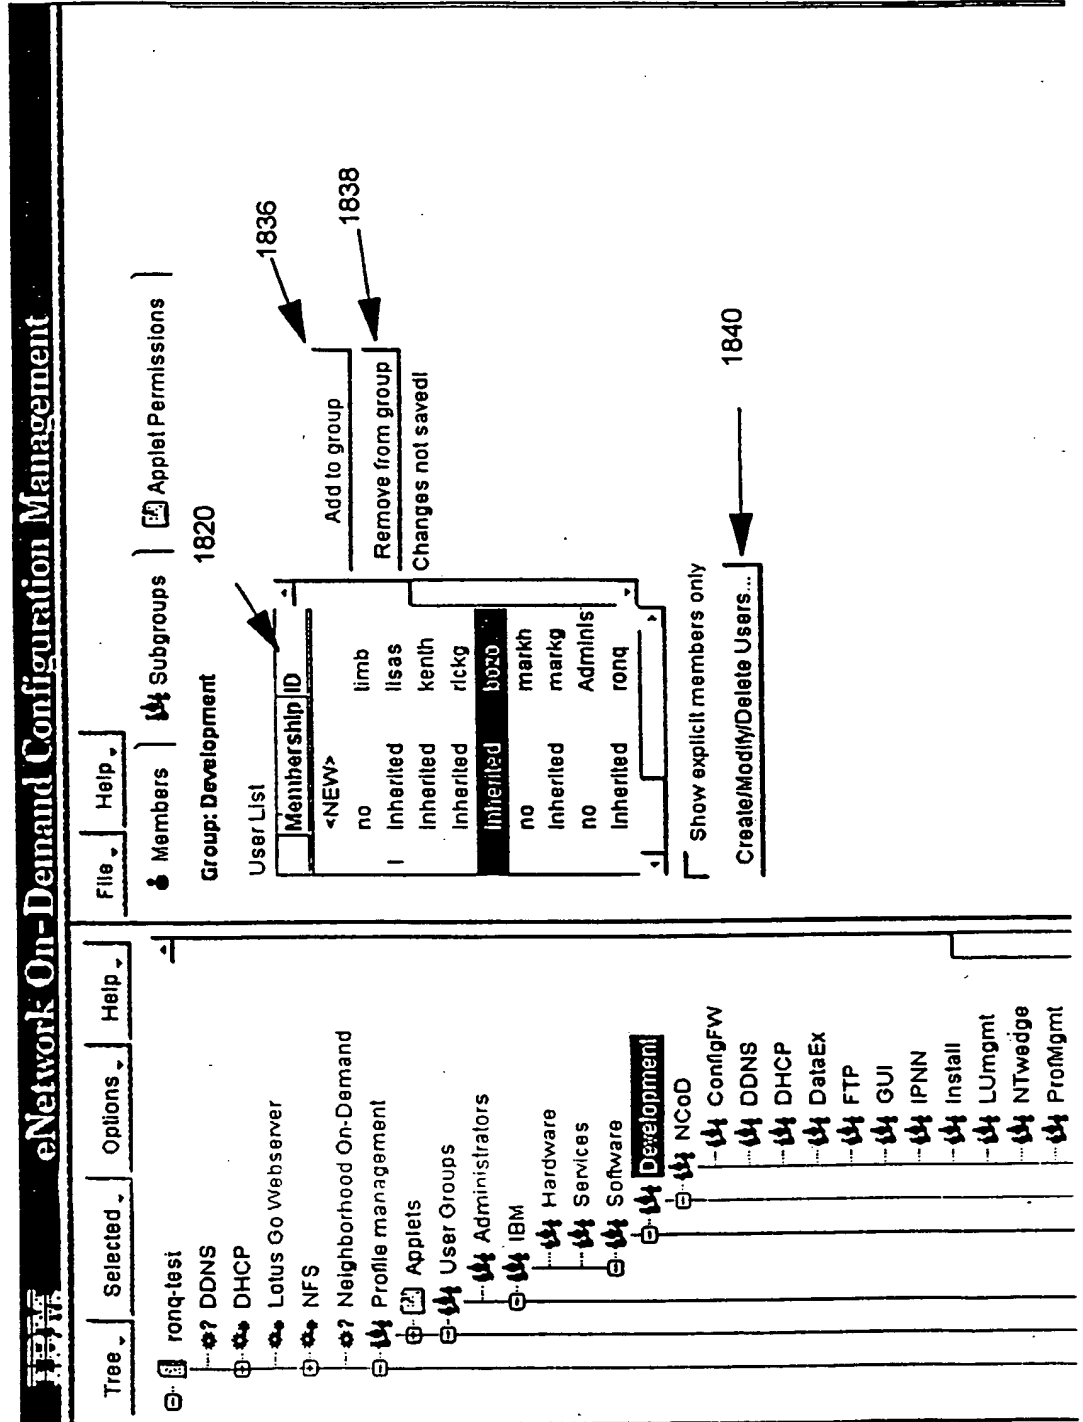 IBM
eNetwork On-Demand Configuration Management
Tree Selected Options Help
ronq-test
DDNS
DHCP
Lotus Go Webserver
NFS
Neighborhood On-Demand
Profile management
Applets
User Groups
Administrators
IBM
Hardware
Services
Software
Development
NCoD
ConfigFW
DDNS
DHCP
DataEx
FTP
GUI
IPNN
Install
LUmgmt
NTwedge
ProfMgmt
File Help
Members Subgroups Applet Permissions
Group: Development
1820
User List
Membership ID
<NEW>
no timb
Inherited lisas
Inherited kenth
Inherited rickg
Inherited bozo
no markh
Inherited markg
no Adminis
Inherited ronq
Add to group
1836
Remove from group
1838
Changes not saved!
Show explicit members only
Create/Modify/Delete Users...
1840